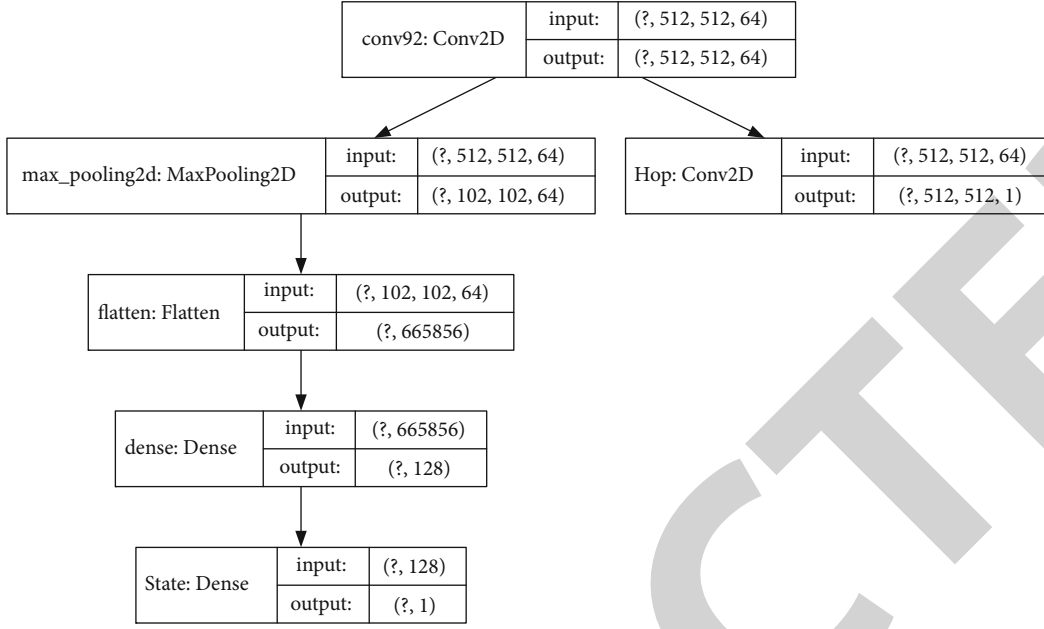 conv92: Conv2D
input: (?, 512, 512, 64)
output: (?, 512, 512, 64)
max_pooling2d: MaxPooling2D
input: (?, 512, 512, 64)
output: (?, 102, 102, 64)
Hop: Conv2D
input: (?, 512, 512, 64)
output: (?, 512, 512, 1)
flatten: Flatten
input: (?, 102, 102, 64)
output: (?, 665856)
dense: Dense
input: (?, 665856)
output: (?, 128)
State: Dense
input: (?, 128)
output: (?, 1)
CTE